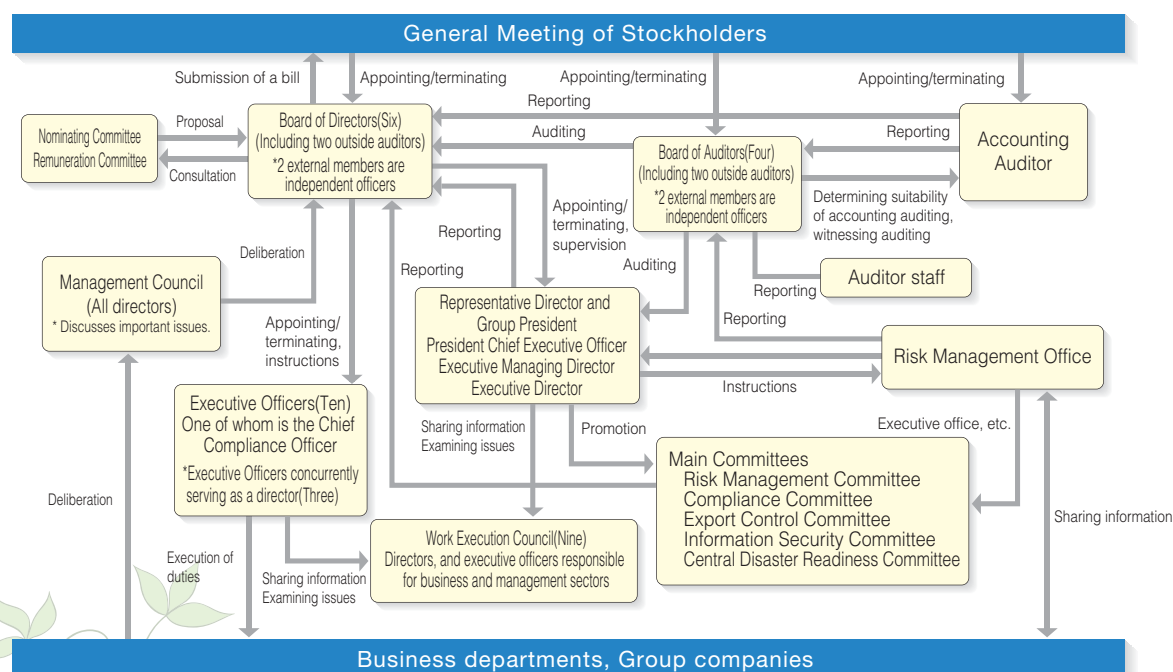 General Meeting of Stockholders
Submission of a bill
Appointing/terminating
Appointing/terminating
Appointing/terminating
Reporting
Nominating Committee
Remuneration Committee
Proposal
Consultation
Board of Directors(Six)
(Including two outside auditors)
*2 external members are
independent officers
Auditing
Board of Auditors(Four)
(Including two outside auditors)
*2 external members are
independent officers
Reporting
Accounting
Auditor
Determining suitability
of accounting auditing,
witnessing auditing
Appointing/
terminating,
supervision
Reporting
Deliberation
Reporting
Auditing
Reporting
Auditor staff
Management Council
(All directors)
* Discusses important issues.
Appointing/
terminating,
instructions
Representative Director and
Group President
President Chief Executive Officer
Executive Managing Director
Executive Director
Reporting
Instructions
Risk Management Office
Executive Officers(Ten)
One of whom is the Chief
Compliance Officer
*Executive Officers concurrently
serving as a director(Three)
Sharing information
Examining issues
Promotion
Executive office, etc.
Main Committees
Risk Management Committee
Compliance Committee
Export Control Committee
Information Security Committee
Central Disaster Readiness Committee
Deliberation
Sharing information
Work Execution Council(Nine)
Directors, and executive officers responsible
for business and management sectors
Execution of
duties
Sharing information
Examining issues
Business departments, Group companies